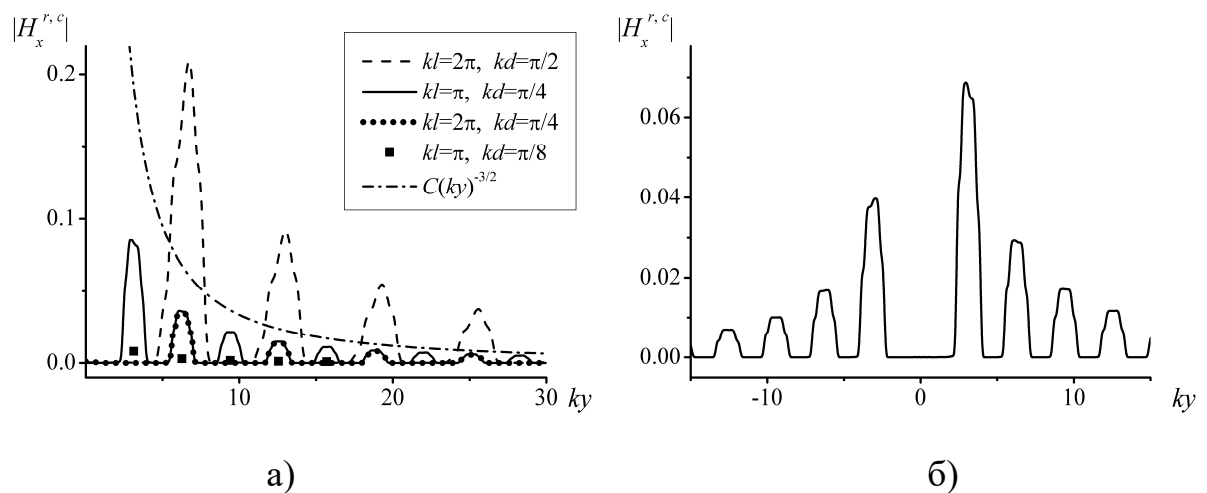 |H_x^{r, c}|
0.2
0.1
0.0
10
20
30
ky
kl=2π, kd=π/2
kl=π, kd=π/4
kl=2π, kd=π/4
kl=π, kd=π/8
C(ky)^{-3/2}
а)
|H_x^{r, c}|
0.06
0.04
0.02
0.00
-10
0
10
ky
б)